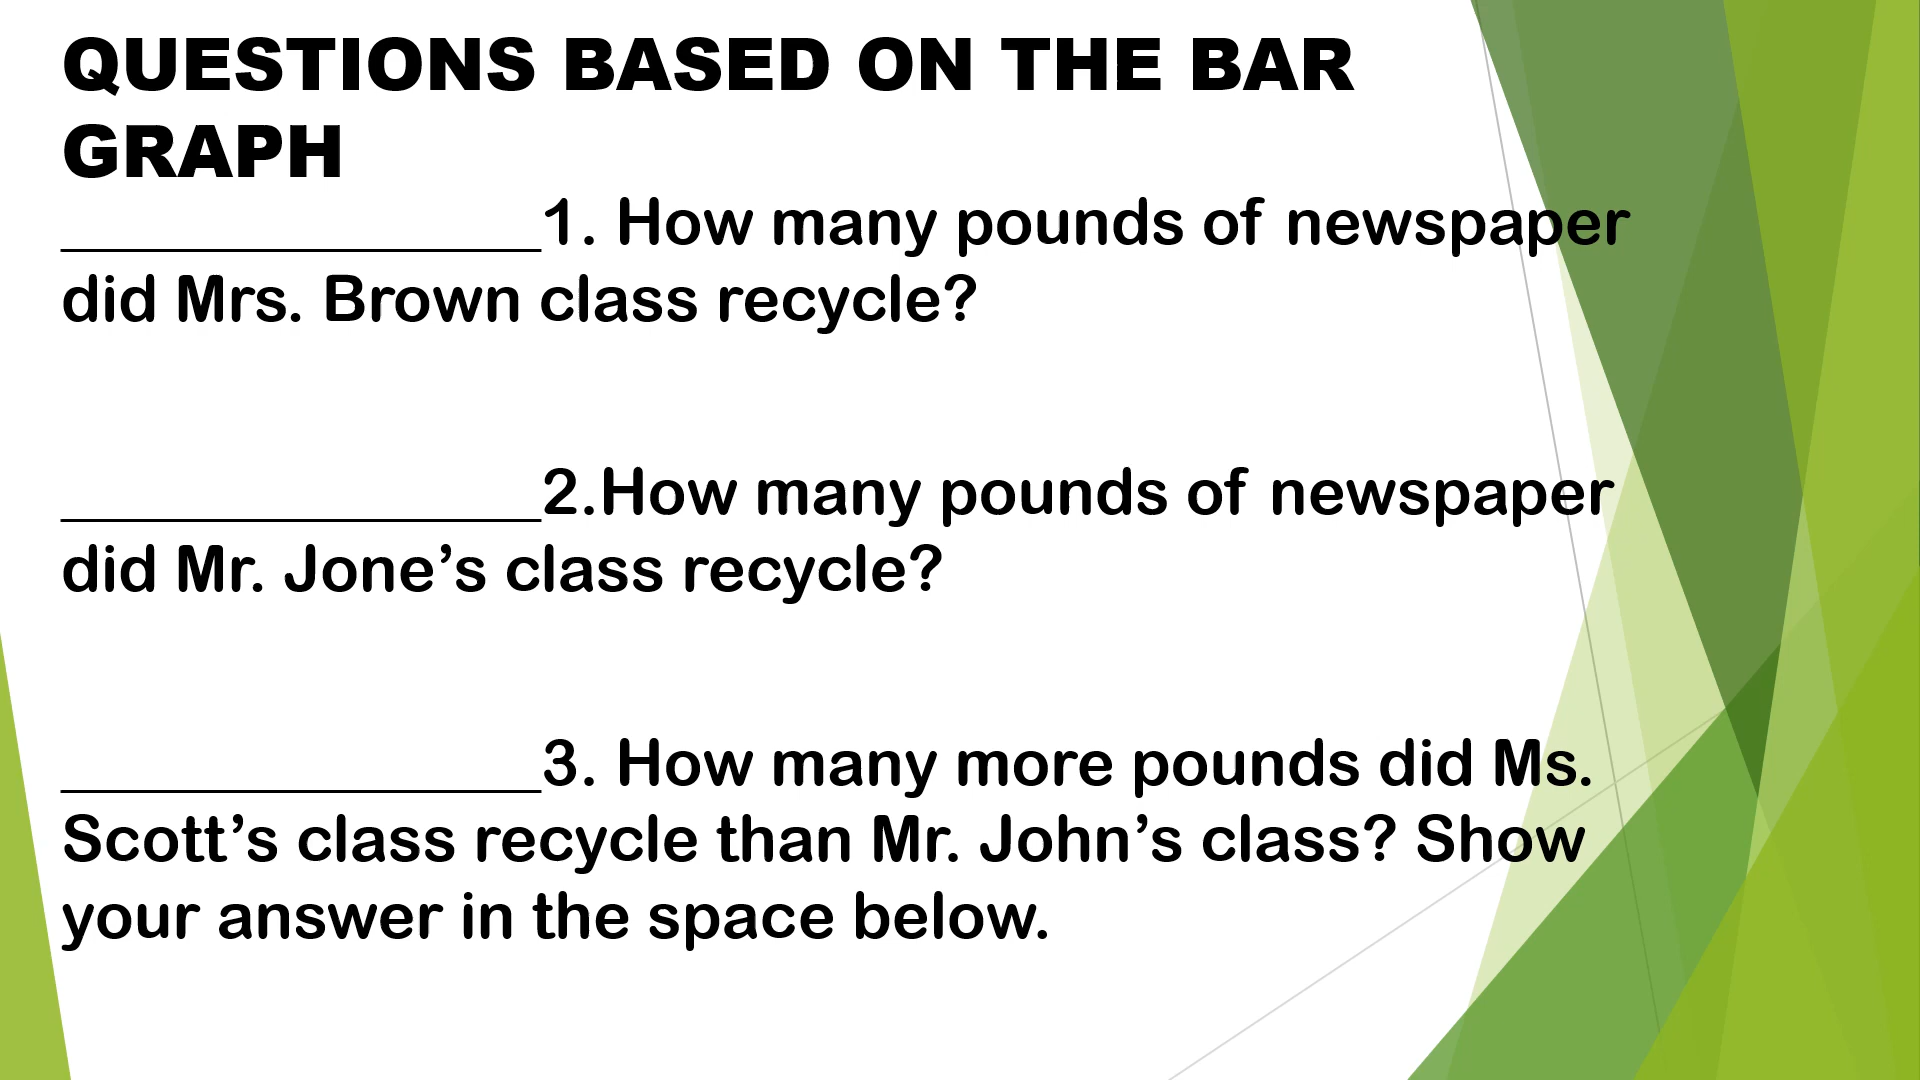 QUESTIONS BASED ON THE BAR
GRAPH
_______________1. How many pounds of newspaper
did Mrs. Brown class recycle?
_______________2.How many pounds of newspaper
did Mr. Jone’s class recycle?
_______________3. How many more pounds did Ms.
Scott’s class recycle than Mr. John’s class? Show
your answer in the space below.